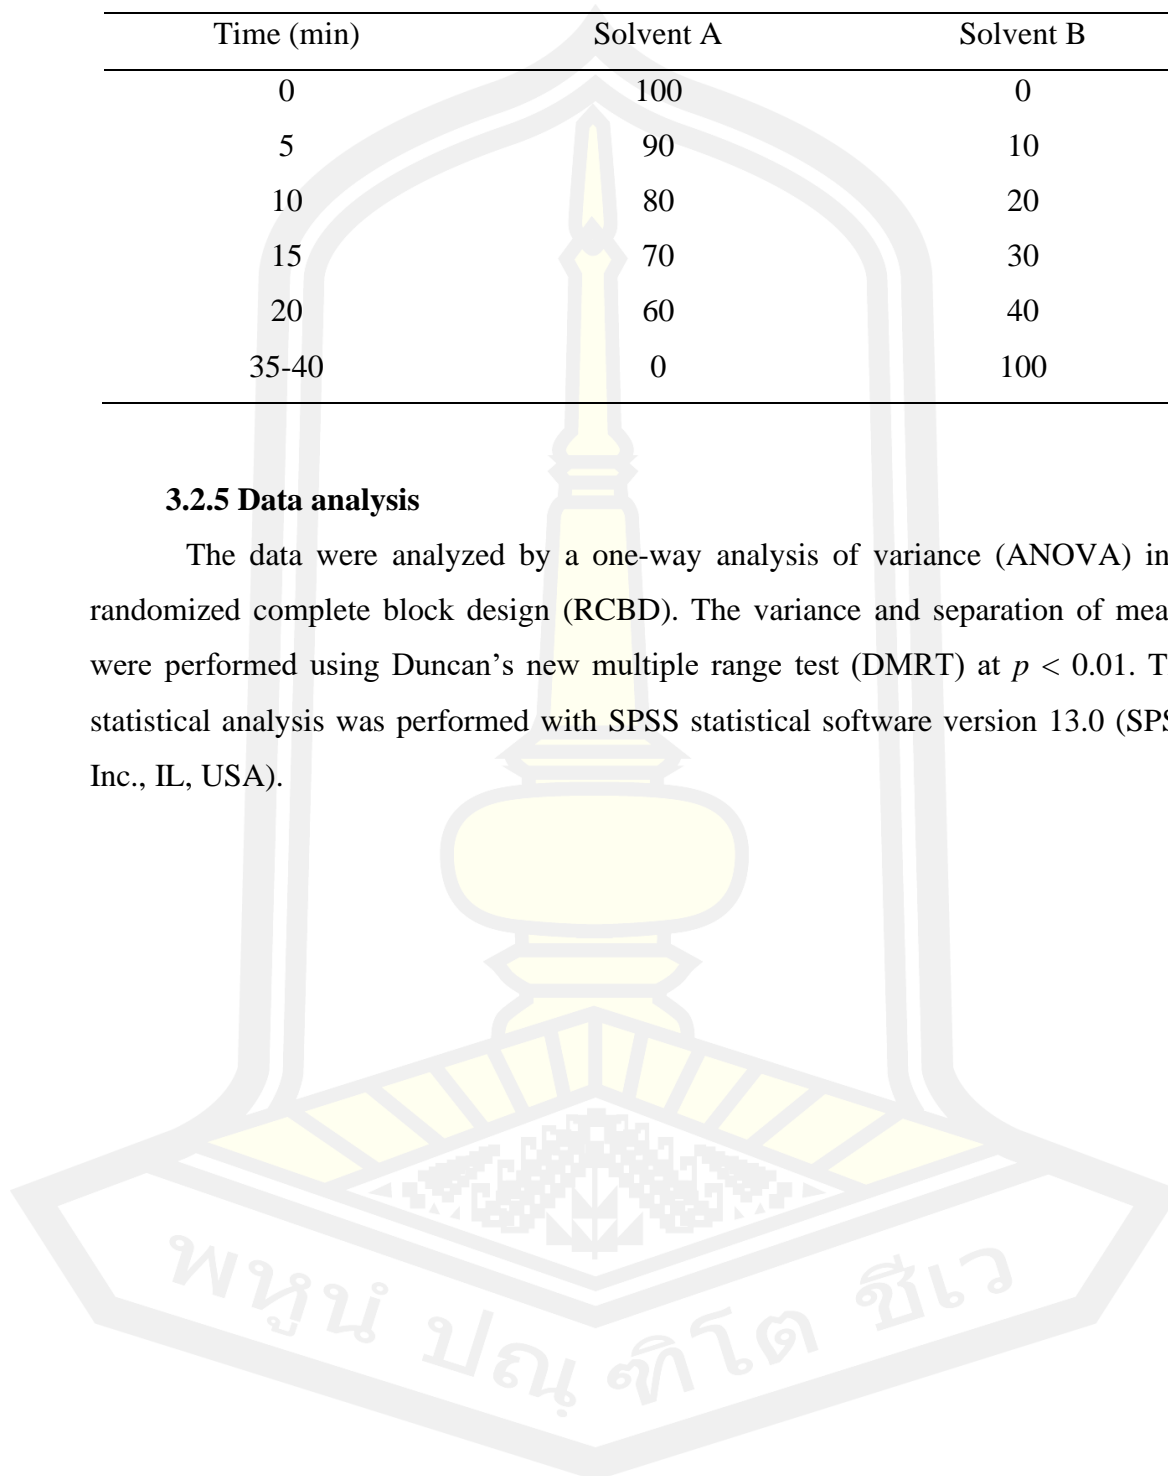 Time (min) Solvent A Solvent B
0 100 0
5 90 10
10 80 20
15 70 30
20 60 40
35-40 0 100
3.2.5 Data analysis
The data were analyzed by a one-way analysis of variance (ANOVA) in
randomized complete block design (RCBD). The variance and separation of mea
were performed using Duncan’s new multiple range test (DMRT) at p < 0.01. T
statistical analysis was performed with SPSS statistical software version 13.0 (SPS
Inc., IL, USA).
พหูนํ ปณฺฑิโต ชีเว